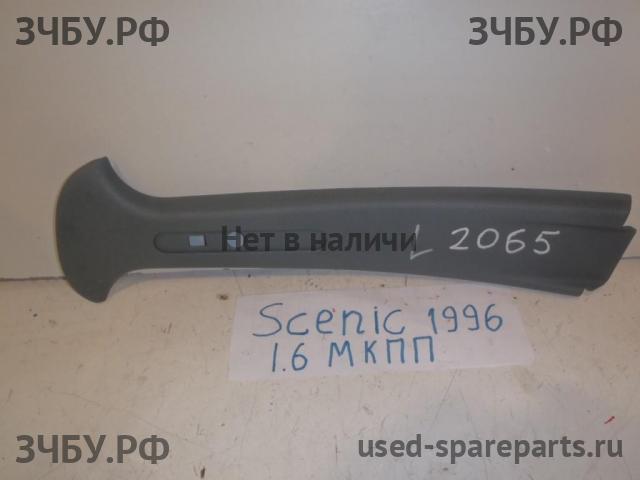 ЗЧБУ.РФ ЗЧБУ.РФ
Нет в наличи
L 2065
Scenic 1996
1.6 МКПП
ЗЧБУ.РФ used-spareparts.ru